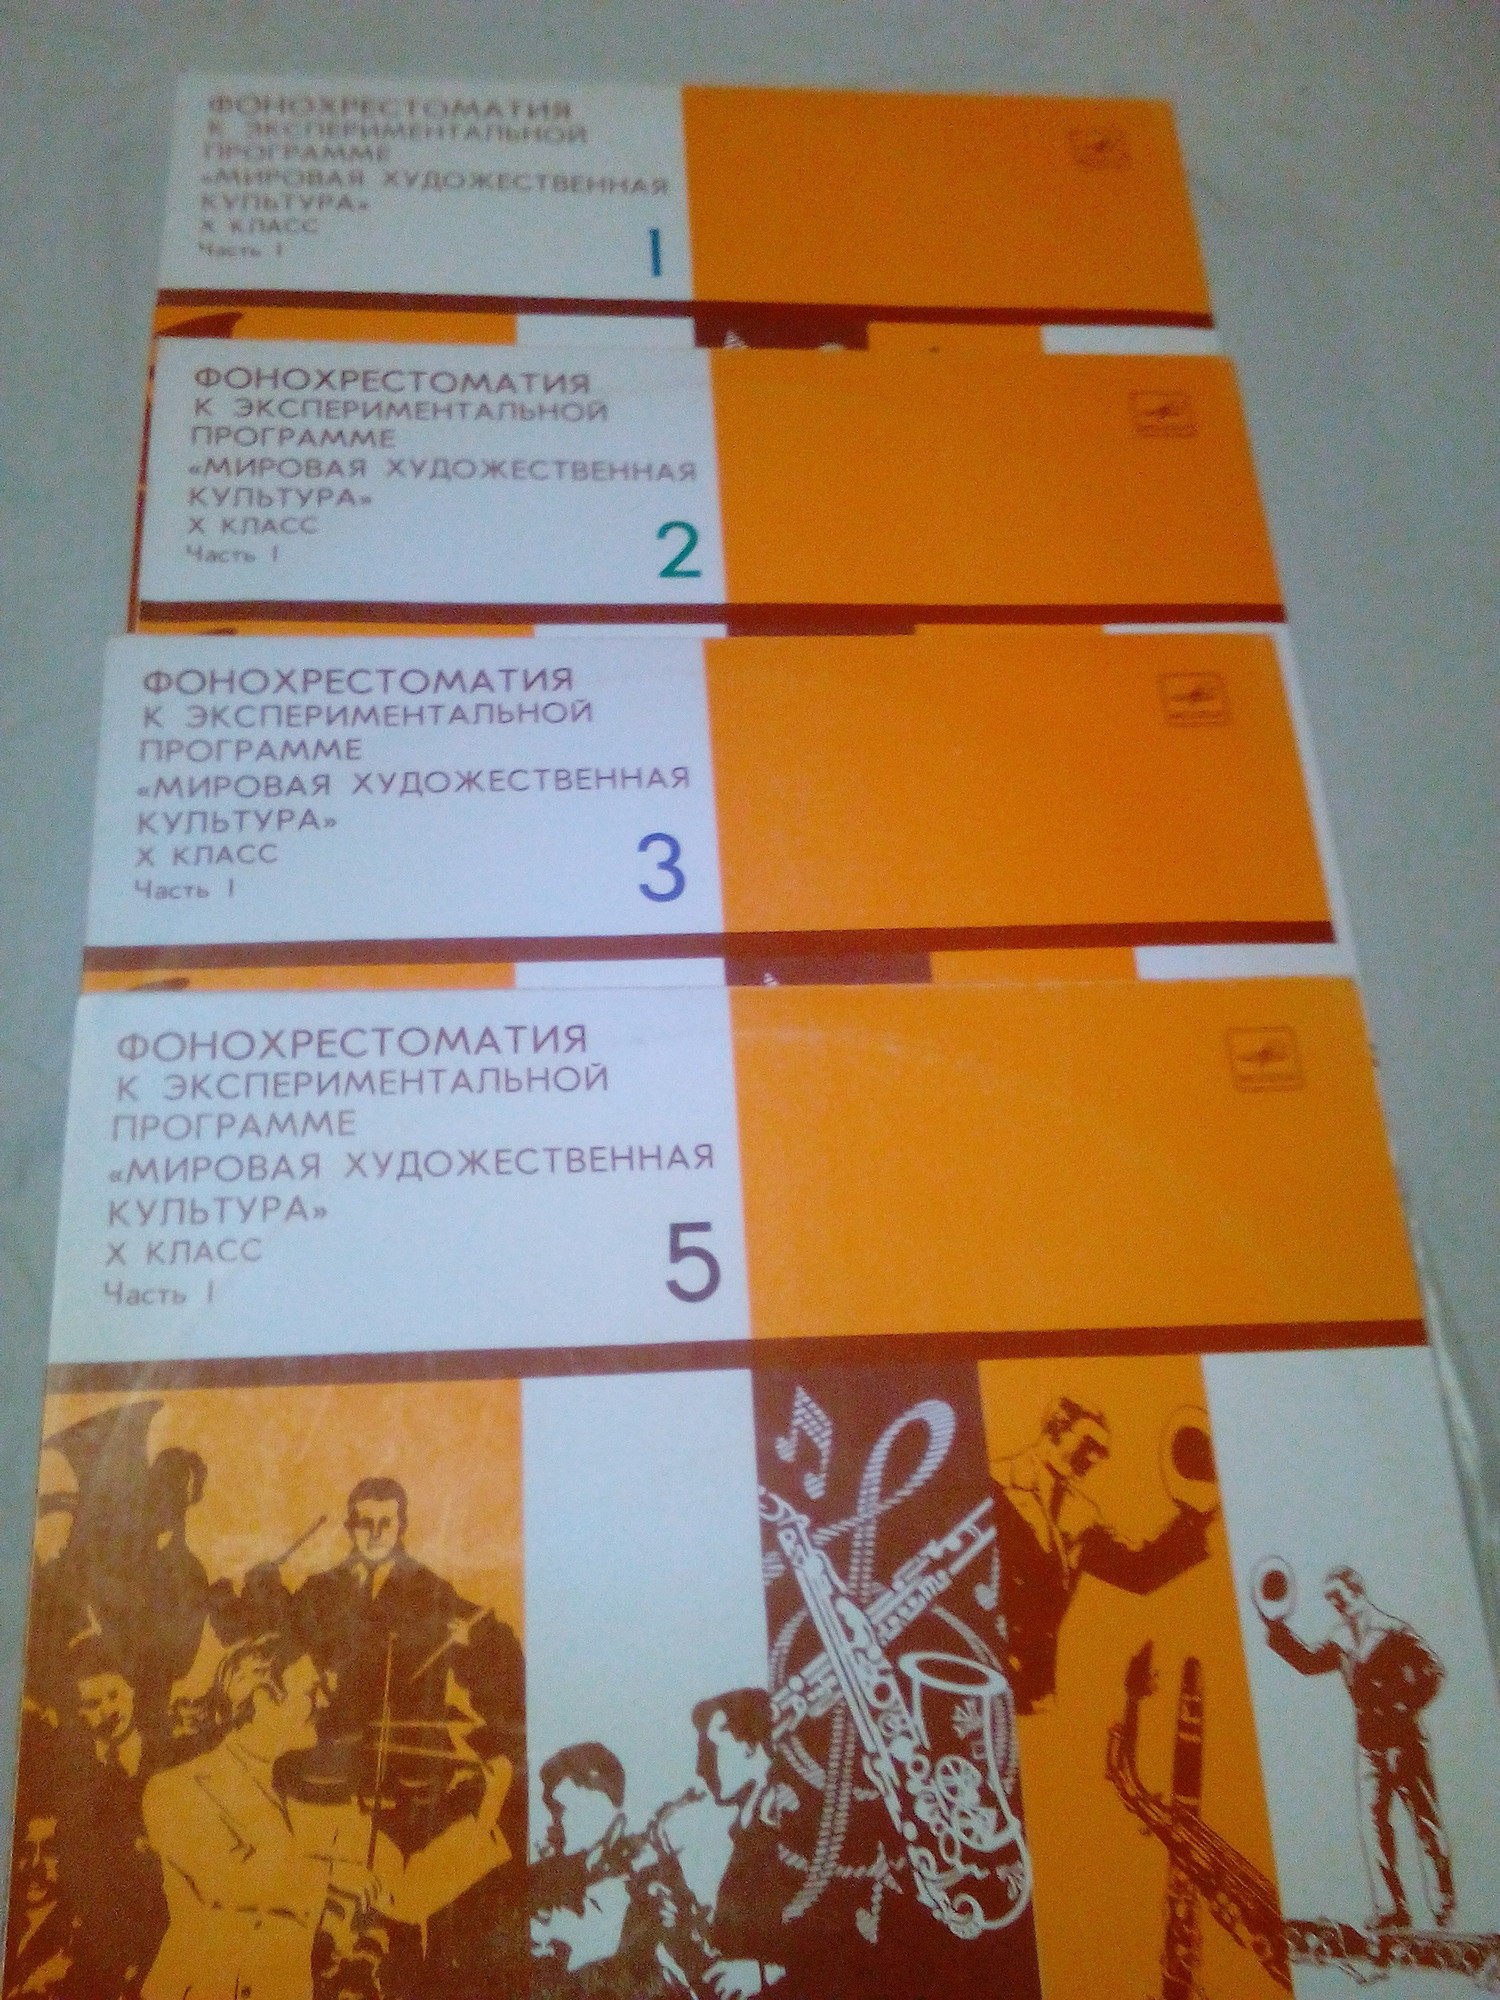 ФОНОХРЕСТОМАТИЯ
К ЭКСПЕРИМЕНТАЛЬНОЙ
ПРОГРАММЕ
«МИРОВАЯ ХУДОЖЕСТВЕННАЯ
КУЛЬТУРА»
X КЛАСС
Часть I
1
ФОНОХРЕСТОМАТИЯ
К ЭКСПЕРИМЕНТАЛЬНОЙ
ПРОГРАММЕ
«МИРОВАЯ ХУДОЖЕСТВЕННАЯ
КУЛЬТУРА»
X КЛАСС
Часть I
2
ФОНОХРЕСТОМАТИЯ
К ЭКСПЕРИМЕНТАЛЬНОЙ
ПРОГРАММЕ
«МИРОВАЯ ХУДОЖЕСТВЕННАЯ
КУЛЬТУРА»
X КЛАСС
Часть I
3
ФОНОХРЕСТОМАТИЯ
К ЭКСПЕРИМЕНТАЛЬНОЙ
ПРОГРАММЕ
«МИРОВАЯ ХУДОЖЕСТВЕННАЯ
КУЛЬТУРА»
X КЛАСС
Часть I
5